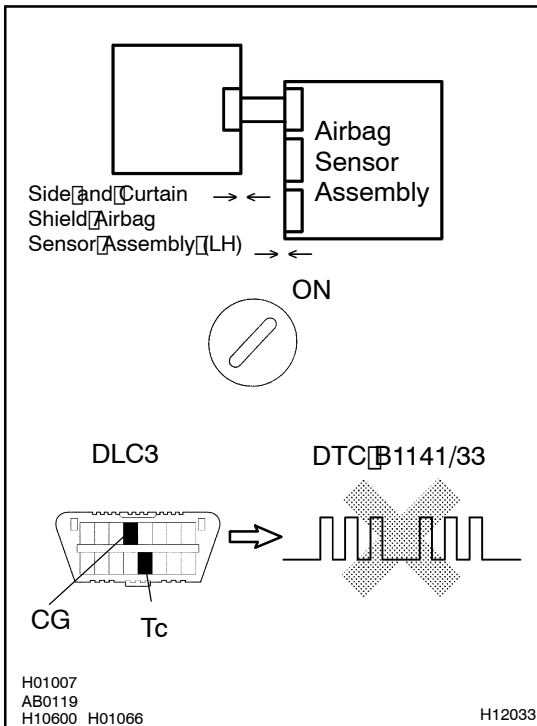 Airbag
Sensor
Assembly
Side and Curtain
Shield Airbag
Sensor Assembly (LH)
ON
DLC3
DTC B1141/33
CG
Tc
H01007
AB0119
H10600 H01066
H12033